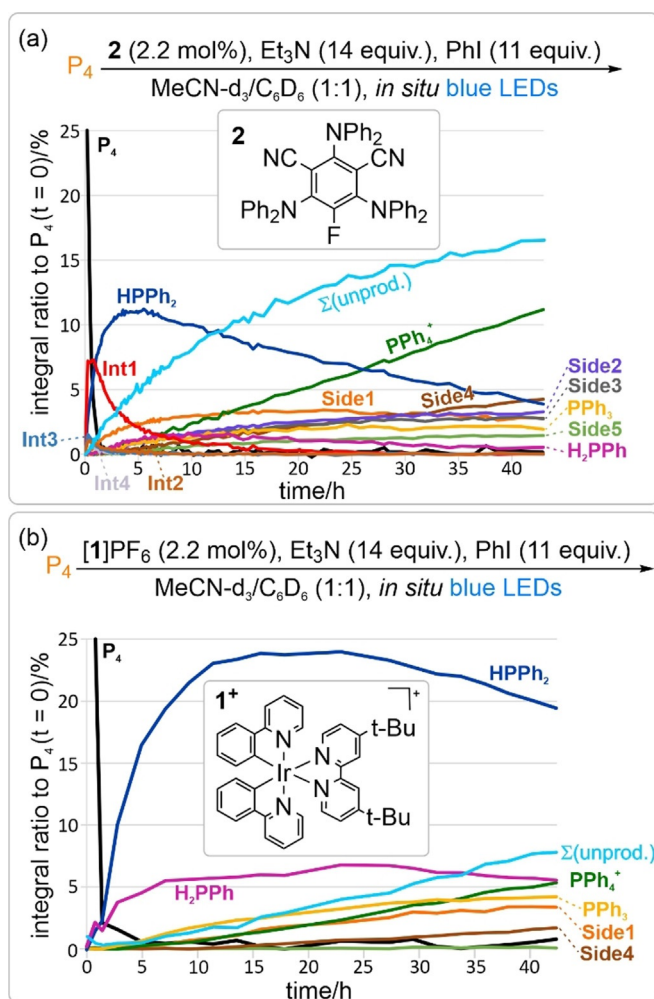 (a)
P₄ 2 (2.2 mol%), Et₃N (14 equiv.), PhI (11 equiv.)
MeCN-d₃/C₆D₆ (1:1), in situ blue LEDs
integral ratio to P₄(t = 0)/%
25
20
15
10
5
0
P₄
2
NPh₂
NC
CN
Ph₂N
NPh₂
F
HPPh₂
Σ(unprod.)
PPh₄⁺
Int1
Side1
Side4
Side2
Side3
PPh₃
Side5
H₂PPh
Int3
Int4
Int2
0 5 10 15 20 25 30 35 40
time/h
(b)
P₄ [1]PF₆ (2.2 mol%), Et₃N (14 equiv.), PhI (11 equiv.)
MeCN-d₃/C₆D₆ (1:1), in situ blue LEDs
integral ratio to P₄(t = 0)/%
25
20
15
10
5
0
P₄
HPPh₂
1⁺
+
t-Bu
N
N
Ir
N
N
t-Bu
H₂PPh
Σ(unprod.)
PPh₄⁺
PPh₃
Side1
Side4
0 5 10 15 20 25 30 35 40
time/h